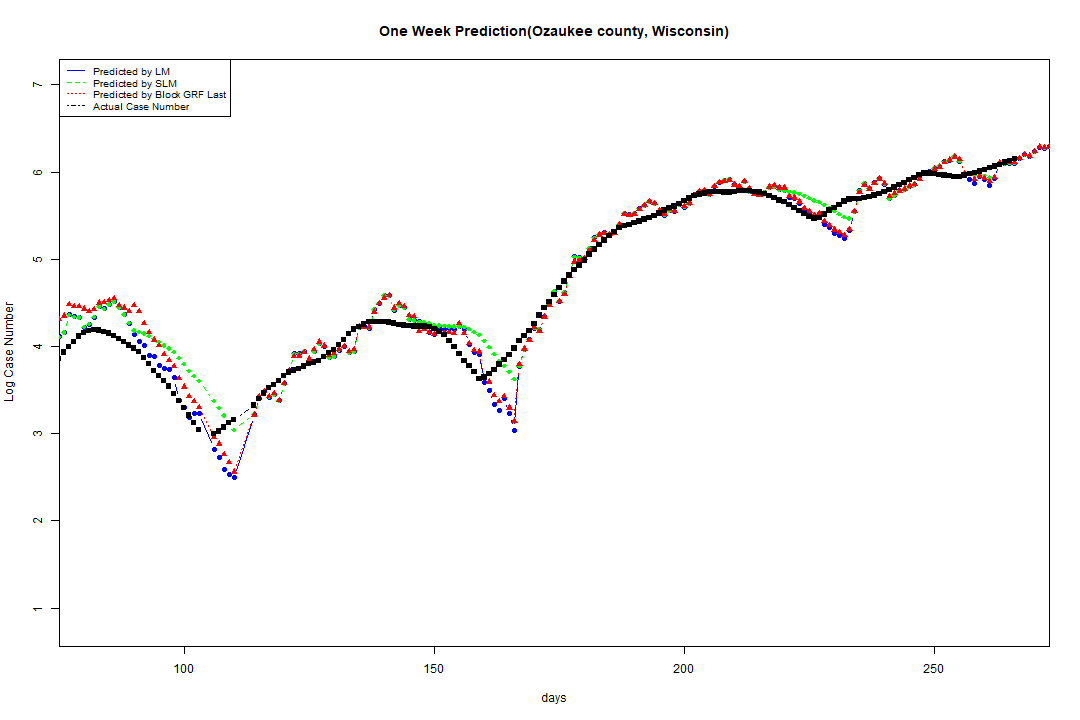 One Week Prediction(Ozaukee county, Wisconsin)
Predicted by LM
Predicted by SLM
Predicted by Block GRF Last
Actual Case Number
7
6
5
4
3
2
1
Log Case Number
100 150 200 250
days